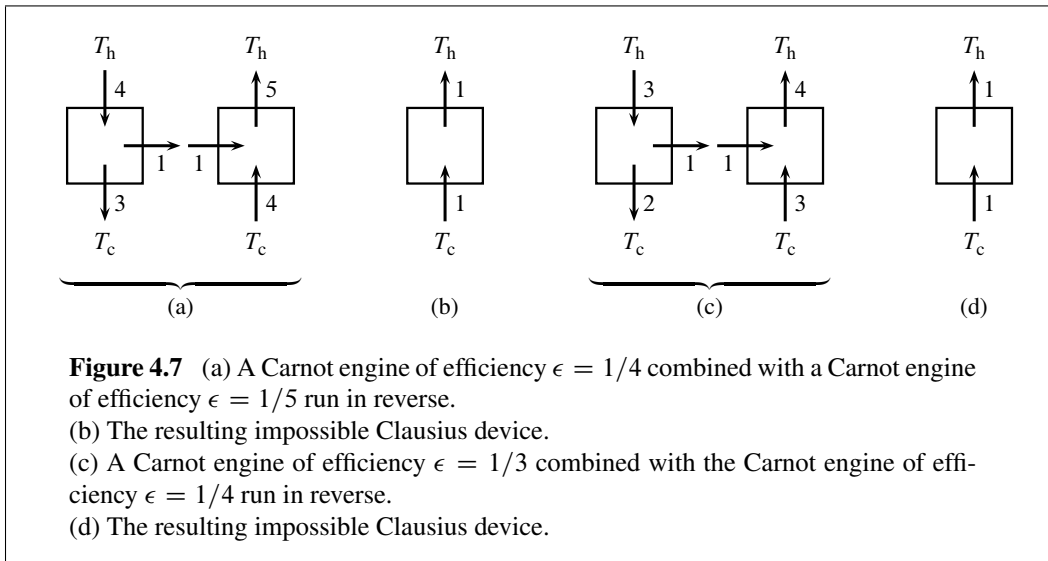 T_h T_h T_h T_h T_h T_h
4 5 1 3 4 1
1 1 1 1
3 4 1 2 3 1
T_c T_c T_c T_c T_c T_c
(a) (b) (c) (d)
Figure 4.7 (a) A Carnot engine of efficiency ϵ = 1/4 combined with a Carnot engine
of efficiency ϵ = 1/5 run in reverse.
(b) The resulting impossible Clausius device.
(c) A Carnot engine of efficiency ϵ = 1/3 combined with the Carnot engine of effi-
ciency ϵ = 1/4 run in reverse.
(d) The resulting impossible Clausius device.